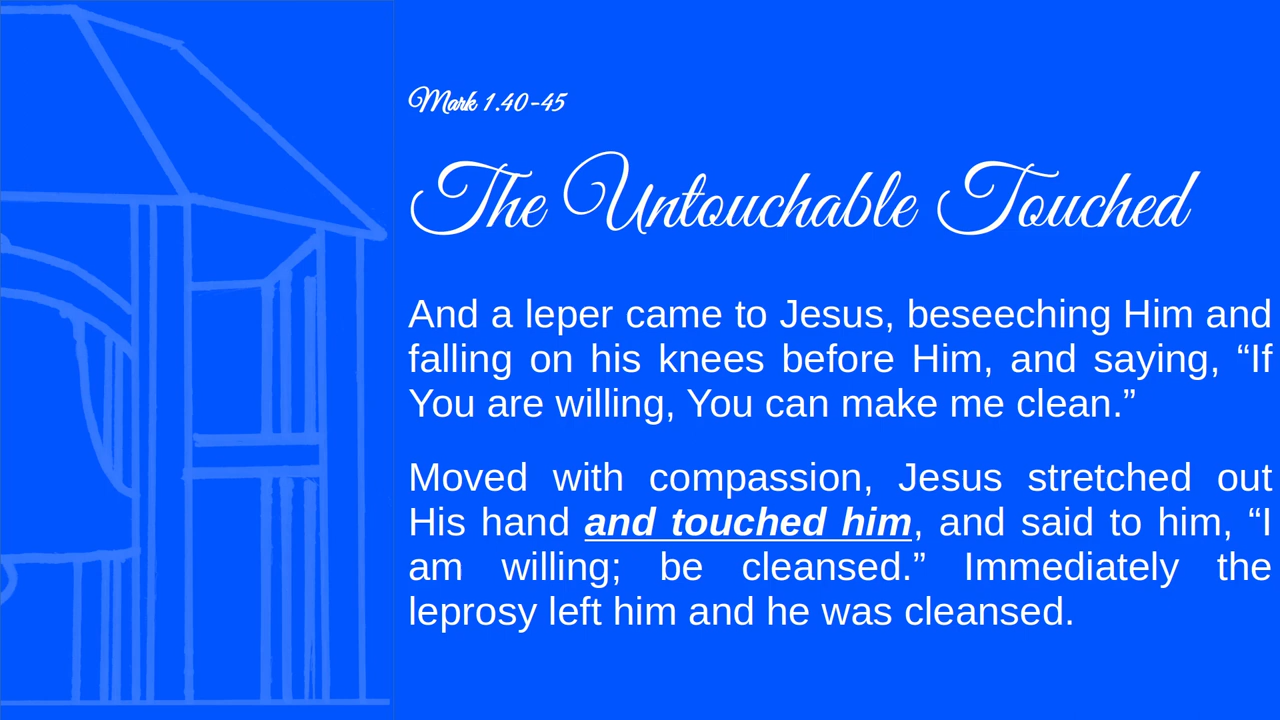 Mark 1.40-45
The Untouchable Touched
And a leper came to Jesus, beseeching Him and
falling on his knees before Him, and saying, “If
You are willing, You can make me clean.”
Moved with compassion, Jesus stretched out
His hand and touched him, and said to him, “I
am willing; be cleansed.” Immediately the
leprosy left him and he was cleansed.